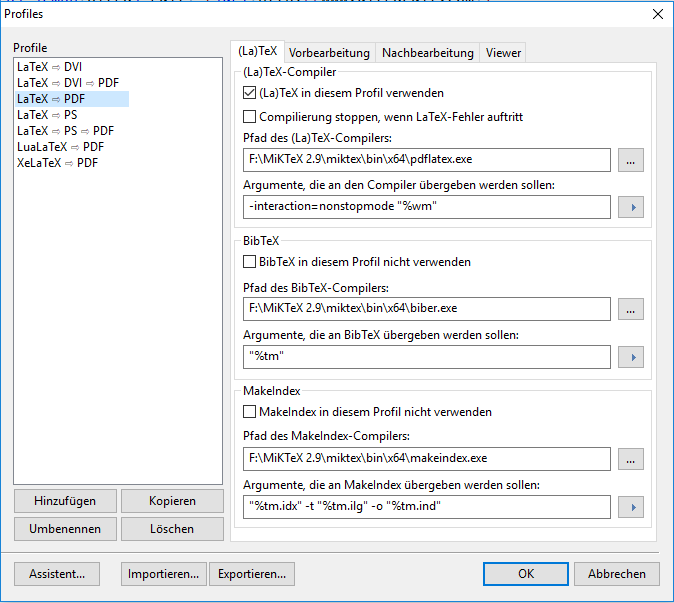 Profiles
Profile
LaTeX ⇨ DVI
LaTeX ⇨ DVI ⇨ PDF
LaTeX ⇨ PDF
LaTeX ⇨ PS
LaTeX ⇨ PS ⇨ PDF
LuaLaTeX ⇨ PDF
XeLaTeX ⇨ PDF
Hinzufügen
Kopieren
Umbenennen
Löschen
(La)TeX
Vorbearbeitung
Nachbearbeitung
Viewer
(La)TeX-Compiler
(La)TeX in diesem Profil verwenden
Compilierung stoppen, wenn LaTeX-Fehler auftritt
Pfad des (La)TeX-Compilers:
F:\MiKTeX 2.9\miktex\bin\x64\pdflatex.exe
...
Argumente, die an den Compiler übergeben werden sollen:
-interaction=nonstopmode "%wm"
BibTeX
BibTeX in diesem Profil nicht verwenden
Pfad des BibTeX-Compilers:
F:\MiKTeX 2.9\miktex\bin\x64\biber.exe
...
Argumente, die an BibTeX übergeben werden sollen:
"%tm"
MakeIndex
MakeIndex in diesem Profil nicht verwenden
Pfad des MakeIndex-Compilers:
F:\MiKTeX 2.9\miktex\bin\x64\makeindex.exe
...
Argumente, die an MakeIndex übergeben werden sollen:
"%tm.idx" -t "%tm.ilg" -o "%tm.ind"
Assistent...
Importieren...
Exportieren...
OK
Abbrechen